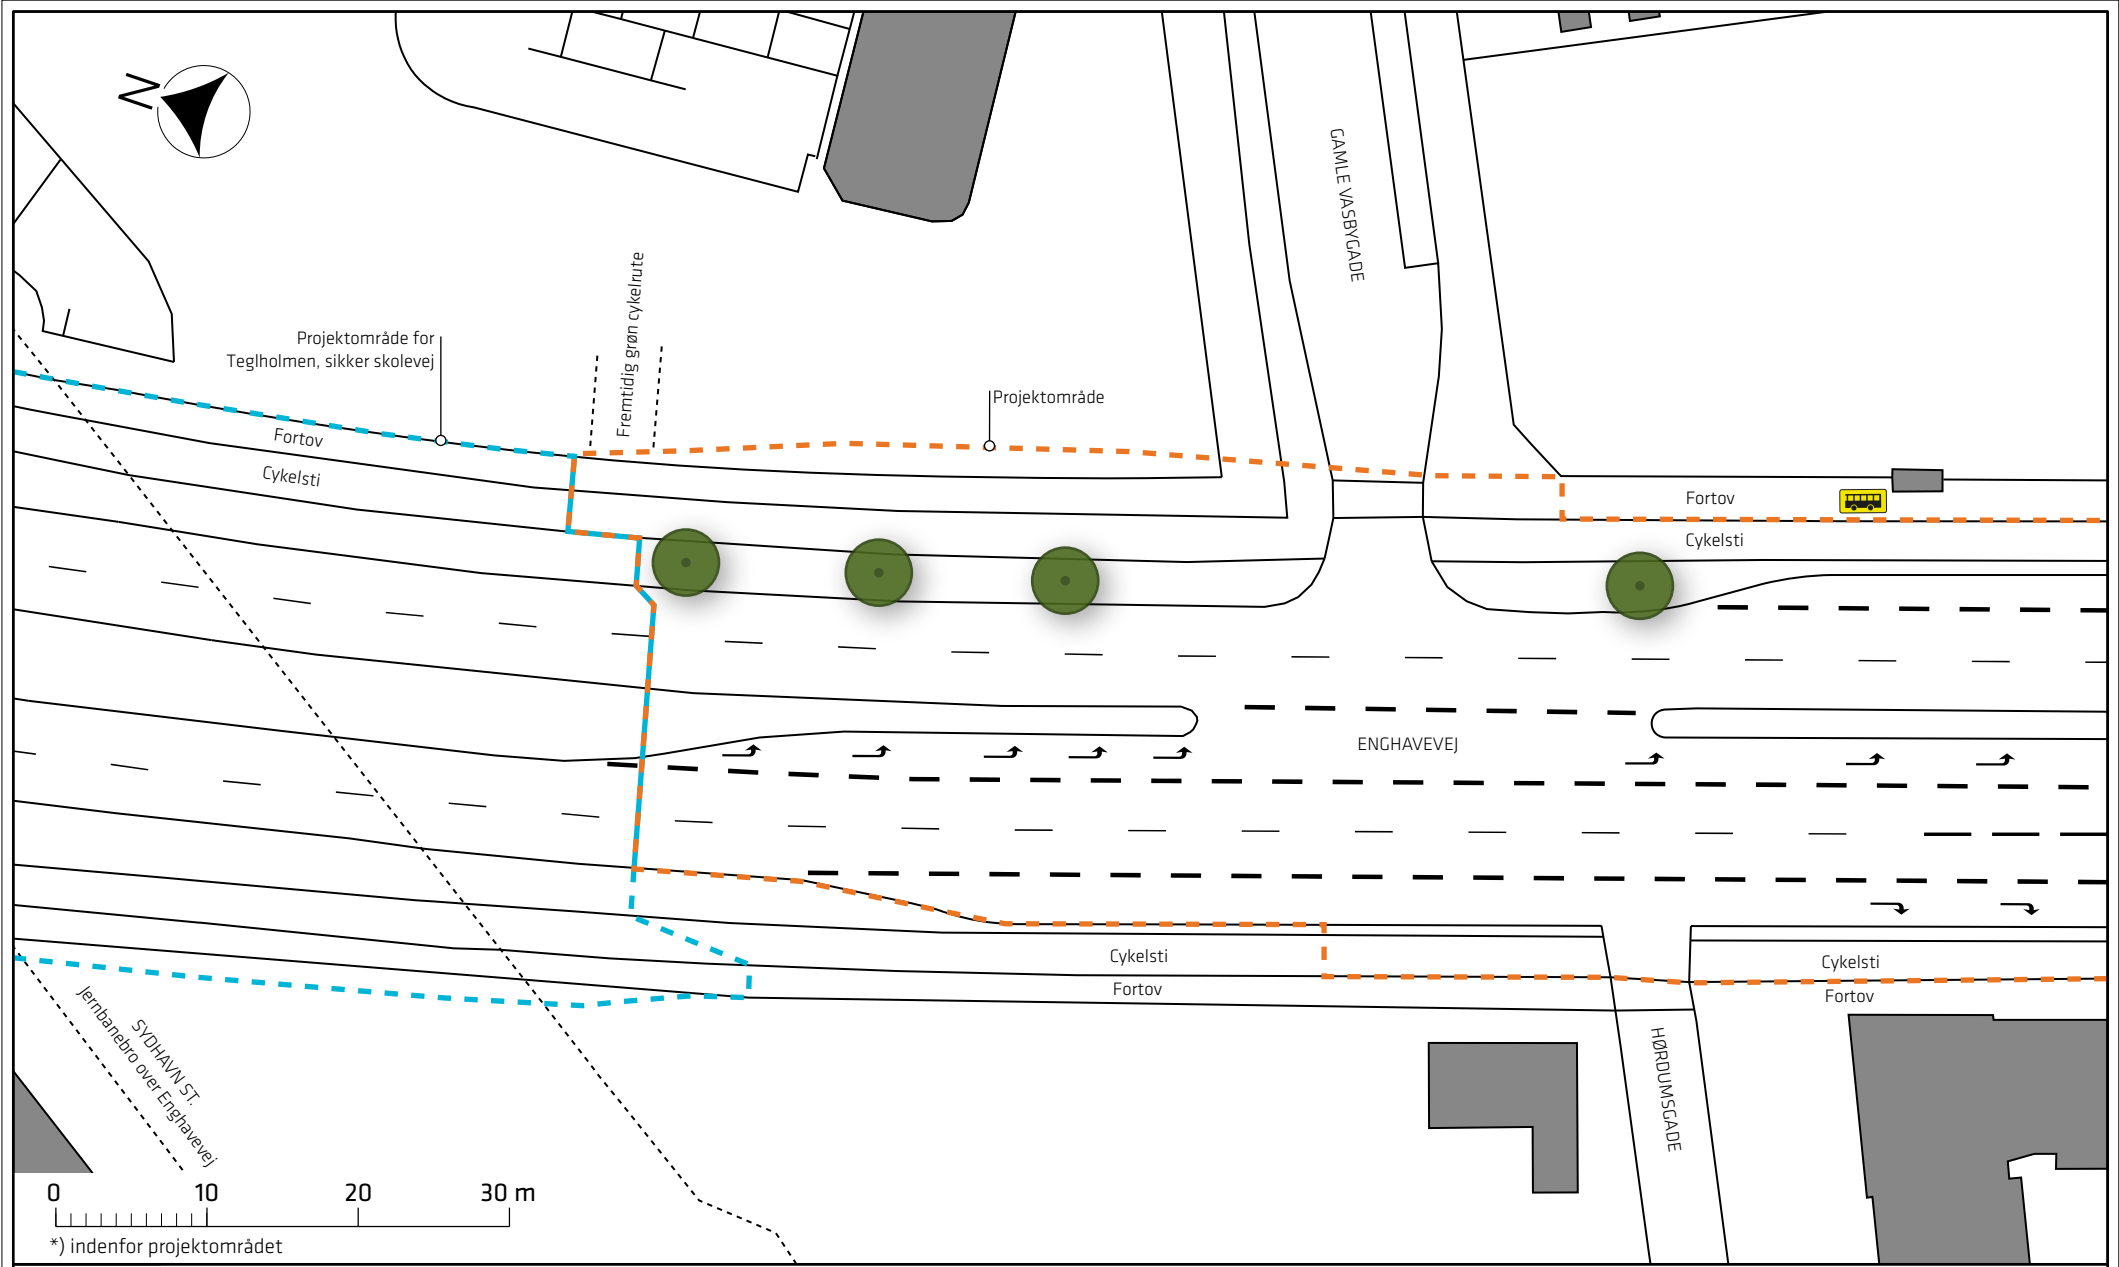 N
GAMLE VASBYGADE
Projektområde for
Teglholmen, sikker skolevej
Fremtidig grøn cykelrute
Projektområde
Fortov
Cykelsti
Fortov
Cykelsti
ENGHAVEVEJ
Cykelsti
Fortov
Cykelsti
Fortov
HØRDUMSGADE
SYDHAVN ST.
Jernbanebro over Enghavevej
0 10 20 30 m
*) indenfor projektområdet